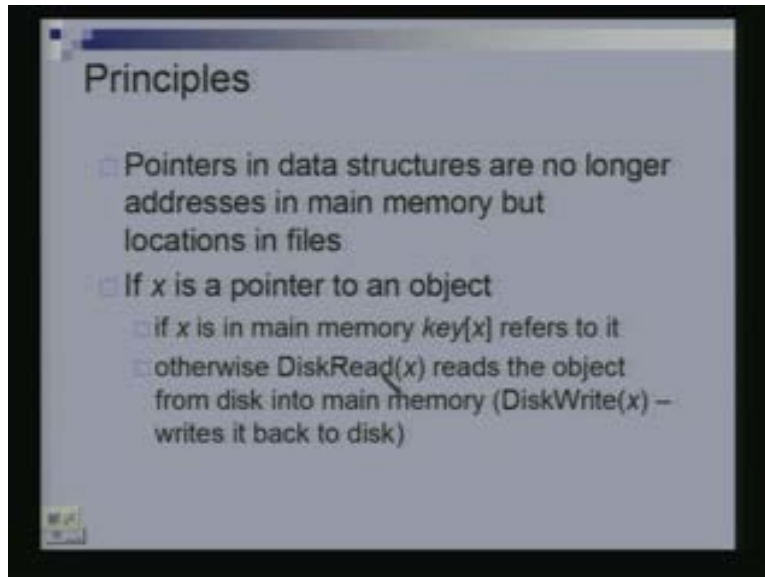 Principles
Pointers in data structures are no longer
addresses in main memory but
locations in files
If x is a pointer to an object
if x is in main memory key[x] refers to it
otherwise DiskRead(x) reads the object
from disk into main memory (DiskWrite(x) –
writes it back to disk)